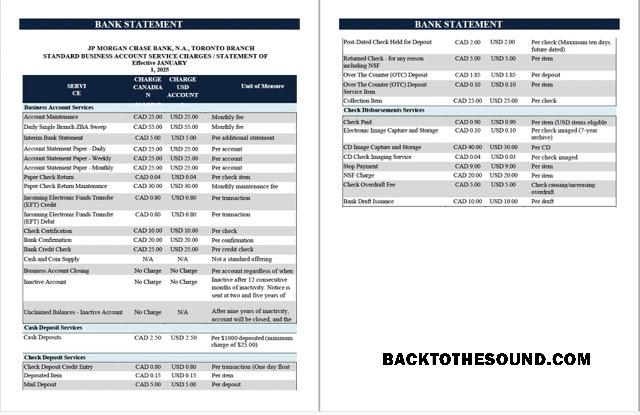 BANK STATEMENT
JP MORGAN CHASE BANK, N.A., TORONTO BRANCH
STANDARD BUSINESS ACCOUNT SERVICE CHARGES / STATEMENT OF
Effective JANUARY
1, 2025
SERVI
CE
CHARGE
CANADIA
N
CHARGE
USD
ACCOUNT
Unit of Measure
Business Account Services
Account Maintenance CAD 25.00 USD 25.00 Monthly fee
Daily Single Branch ZBA Sweep CAD 55.00 USD 55.00 Monthly fee
Interim Bank Statement CAD 5.00 USD 5.00 Per additional statement
Account Statement Paper - Daily CAD 25.00 USD 25.00 Per account
Account Statement Paper - Weekly CAD 25.00 USD 25.00 Per account
Account Statement Paper - Monthly CAD 25.00 USD 25.00 Per account
Paper Check Return CAD 0.04 USD 0.04 Per check item
Paper Check Return Maintenance CAD 30.00 USD 30.00 Monthly maintenance fee
Incoming Electronic Funds Transfer CAD 0.80 USD 0.80 Per transaction
(EFT) Credit
Incoming Electronic Funds Transfer CAD 0.80 USD 0.80 Per transaction
(EFT) Debit
Check Certification CAD 10.00 USD 10.00 Per check
Bank Confirmation CAD 20.00 USD 20.00 Per confirmation
Bank Credit Check CAD 25.00 USD 25.00 Per credit check
Cash and Coin Supply N/A N/A Not a standard offering
Business Account Closing No Charge No Charge Per account regardless of when
Inactive Account No Charge No Charge Inactive after 12 consecutive
months of inactivity. Notice is
sent at two and five years of
Unclaimed Balances - Inactive Account No Charge N/A After nine years of inactivity,
account will be closed, and the
Cash Deposit Services
Cash Deposits CAD 2.50 USD 2.50 Per $1000 deposited (minimum
charge of $25.00)
Check Deposit Services
Check Deposit Credit Entry CAD 0.80 USD 0.80 Per transaction (One day float
Deposited Item CAD 0.15 USD 0.15 Per item
Mail Deposit CAD 5.00 USD 5.00 Per deposit
BANK STATEMENT
Post-Dated Check Held for Deposit CAD 2.00 USD 2.00 Per check (Maximum ten days
future dated)
Returned Check - for any reason CAD 5.00 USD 5.00 Per item
including NSF
Over The Counter (OTC) Deposit CAD 1.85 USD 1.85 Per deposit
Over The Counter (OTC) Deposit CAD 0.10 USD 0.10 Per item
Service Item
Collection Item CAD 25.00 USD 25.00 Per check
Check Disbursements Services
Check Paid CAD 0.90 USD 0.90 Per item (USD items eligible
Electronic Image Capture and Storage CAD 0.10 USD 0.10 Per check imaged (7-year
archive)
CD Image Capture and Storage CAD 40.00 USD 30.00 Per CD
CD Check Imaging Service CAD 0.04 USD 0.03 Per check imaged
Stop Payment CAD 9.00 USD 9.00 Per item
NSF Charge CAD 20.00 USD 20.00 Per item
Check Overdraft Fee CAD 5.00 USD 5.00 Check causing/increasing
overdraft
Bank Draft Issuance CAD 10.00 USD 10.00 Per draft
BACKTOTHESOUND.COM